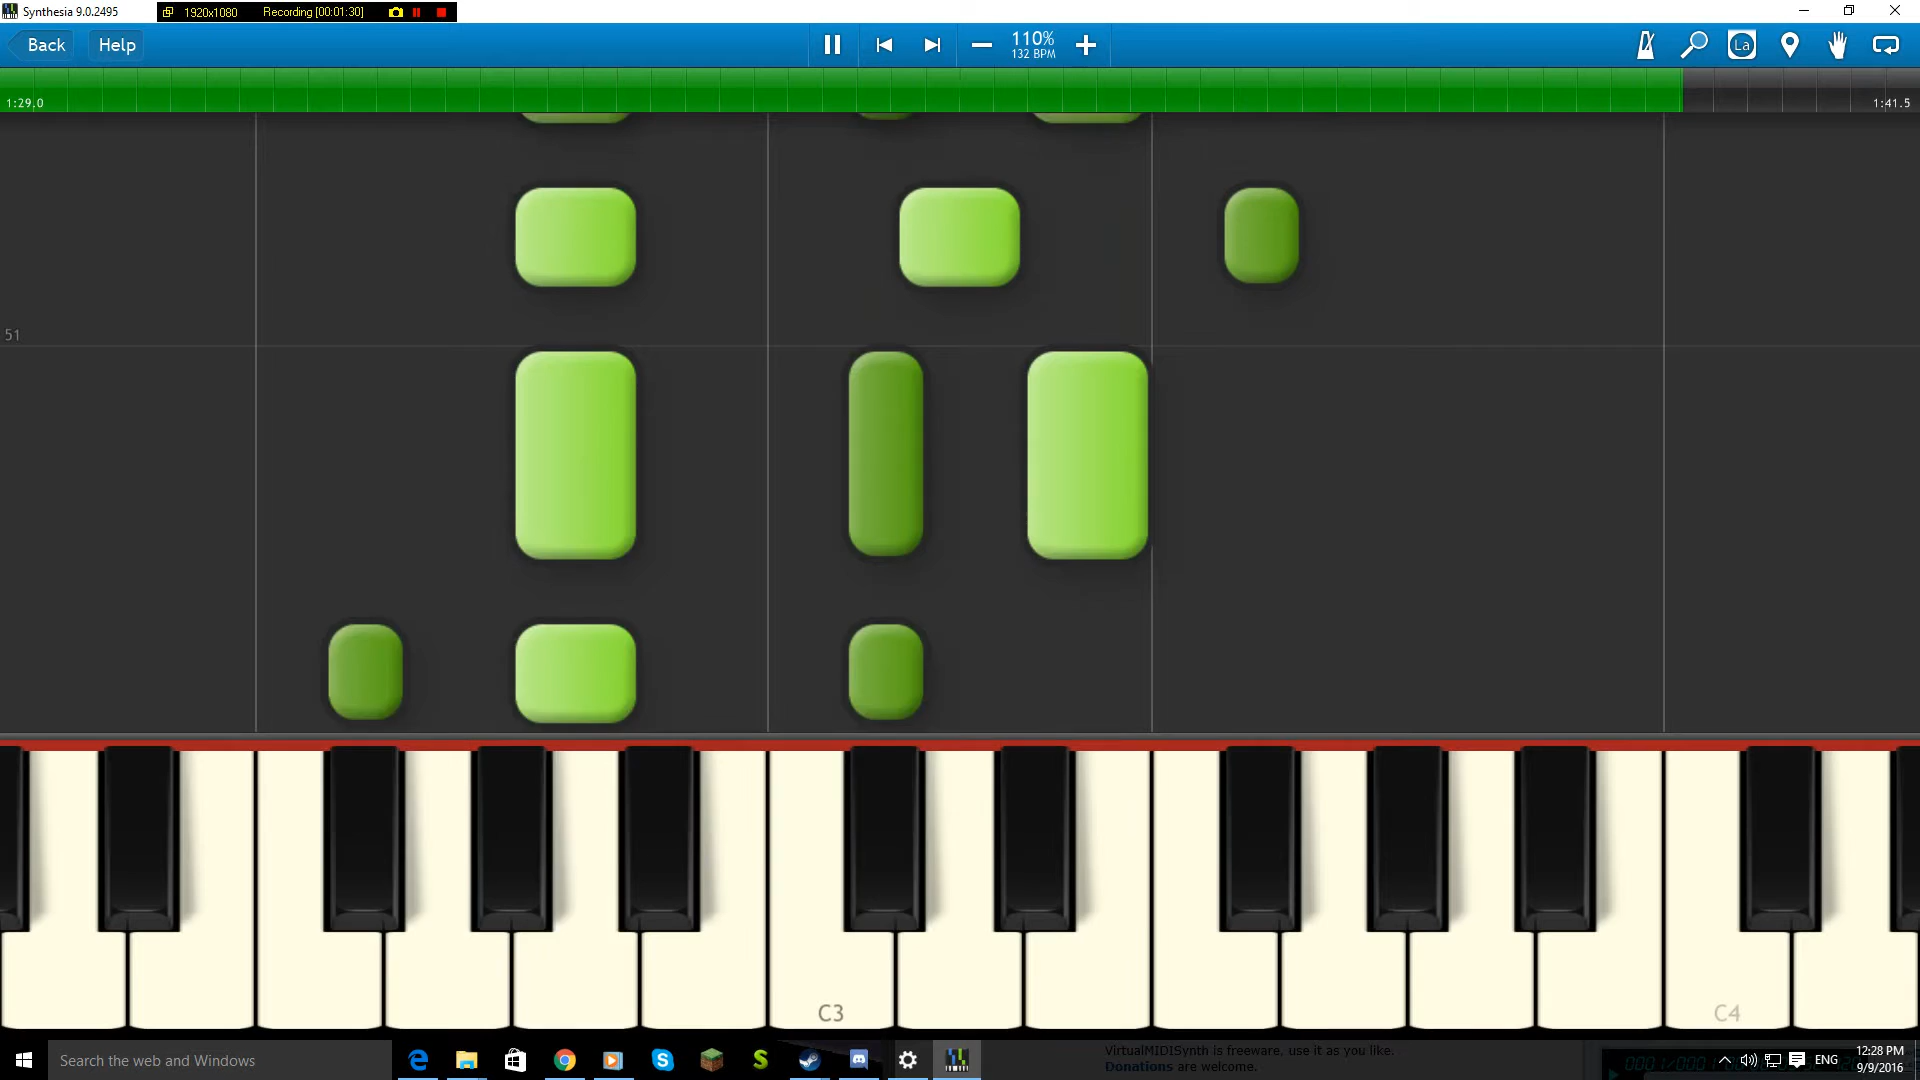 Synthesia 9.0.2495
1920x1080
Recording [00:01:30]
Back
Help
110%
132 BPM
La
1:29.0
1:41.5
51
C3
C4
Search the web and Windows
VirtualMIDISynth is freeware, use it as you like.
Donations are welcome.
ENG
12:28 PM
9/9/2016